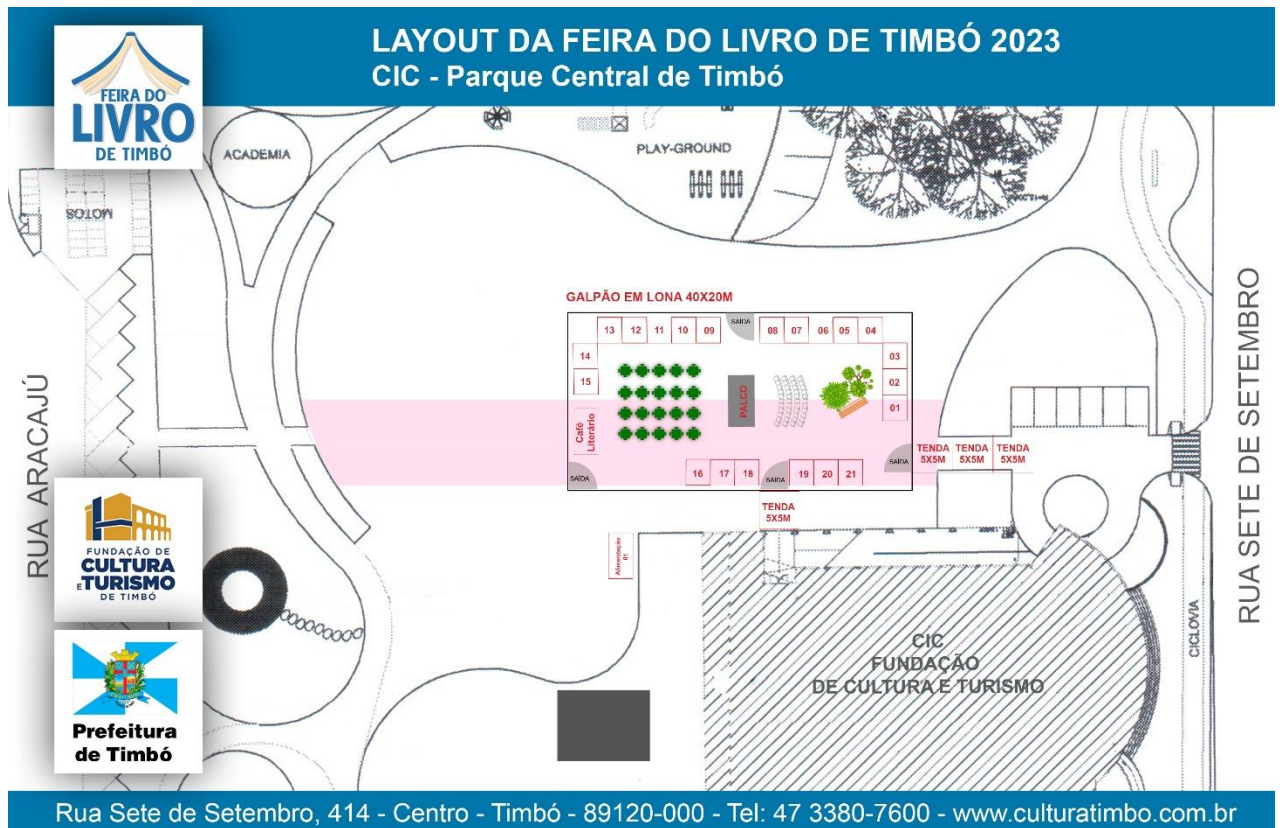 LAYOUT DA FEIRA DO LIVRO DE TIMBÓ 2023
CIC - Parque Central de Timbó
FEIRA DO
LIVRO
DE TIMBÓ
ACADEMIA
PLAY-GROUND
MOTOS
GALPÃO EM LONA 40X20M
13 12 11 10 09 SAÍDA 08 07 06 05 04
14
15
03
02
01
PALCO
Café
Literário
SAÍDA
16 17 18 SAÍDA 19 20 21
SAÍDA
TENDA
5X5M
TENDA
5X5M
TENDA
5X5M
TENDA
5X5M
Alimentação
01
RUA ARACAJÚ
RUA SETE DE SETEMBRO
CICLOVIA
FUNDAÇÃO DE
CULTURA
E TURISMO
DE TIMBÓ
CIC
FUNDAÇÃO
DE CULTURA E TURISMO
Prefeitura
de Timbó
Rua Sete de Setembro, 414 - Centro - Timbó - 89120-000 - Tel: 47 3380-7600 - www.culturatimbo.com.br